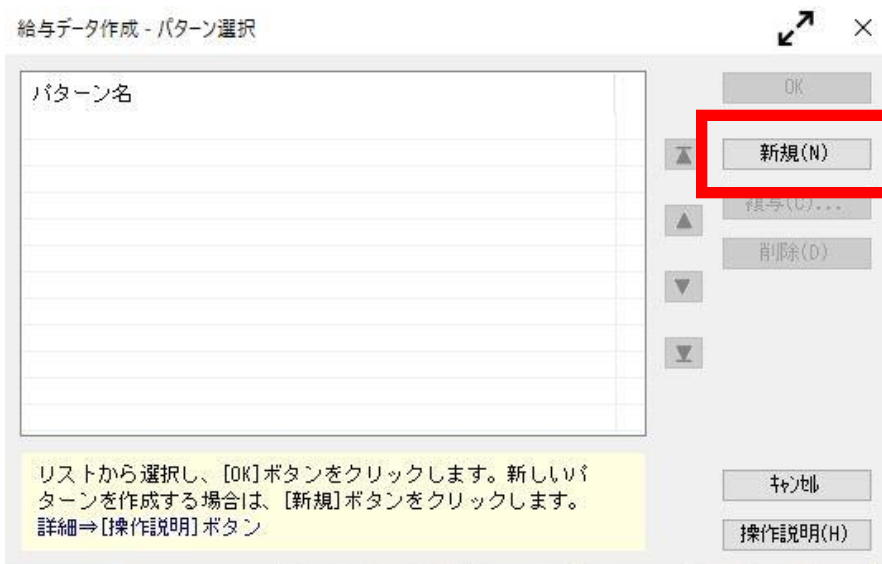 給与データ作成 - パターン選択
パターン名
OK
新規(N)
複写(C)...
削除(D)
リストから選択し、[OK]ボタンをクリックします。新しいパ
ターンを作成する場合は、[新規]ボタンをクリックします。
詳細⇒[操作説明]ボタン
ｷｬﾝｾﾙ
操作説明(H)